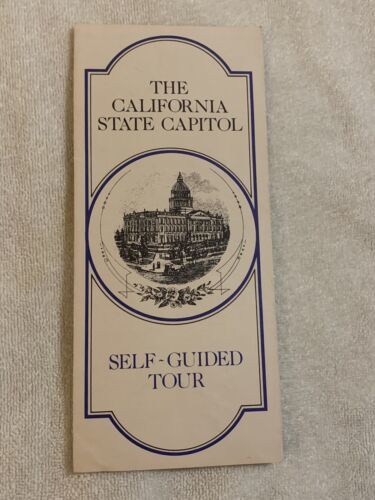 THE
CALIFORNIA
STATE CAPITOL
SELF-GUIDED
TOUR